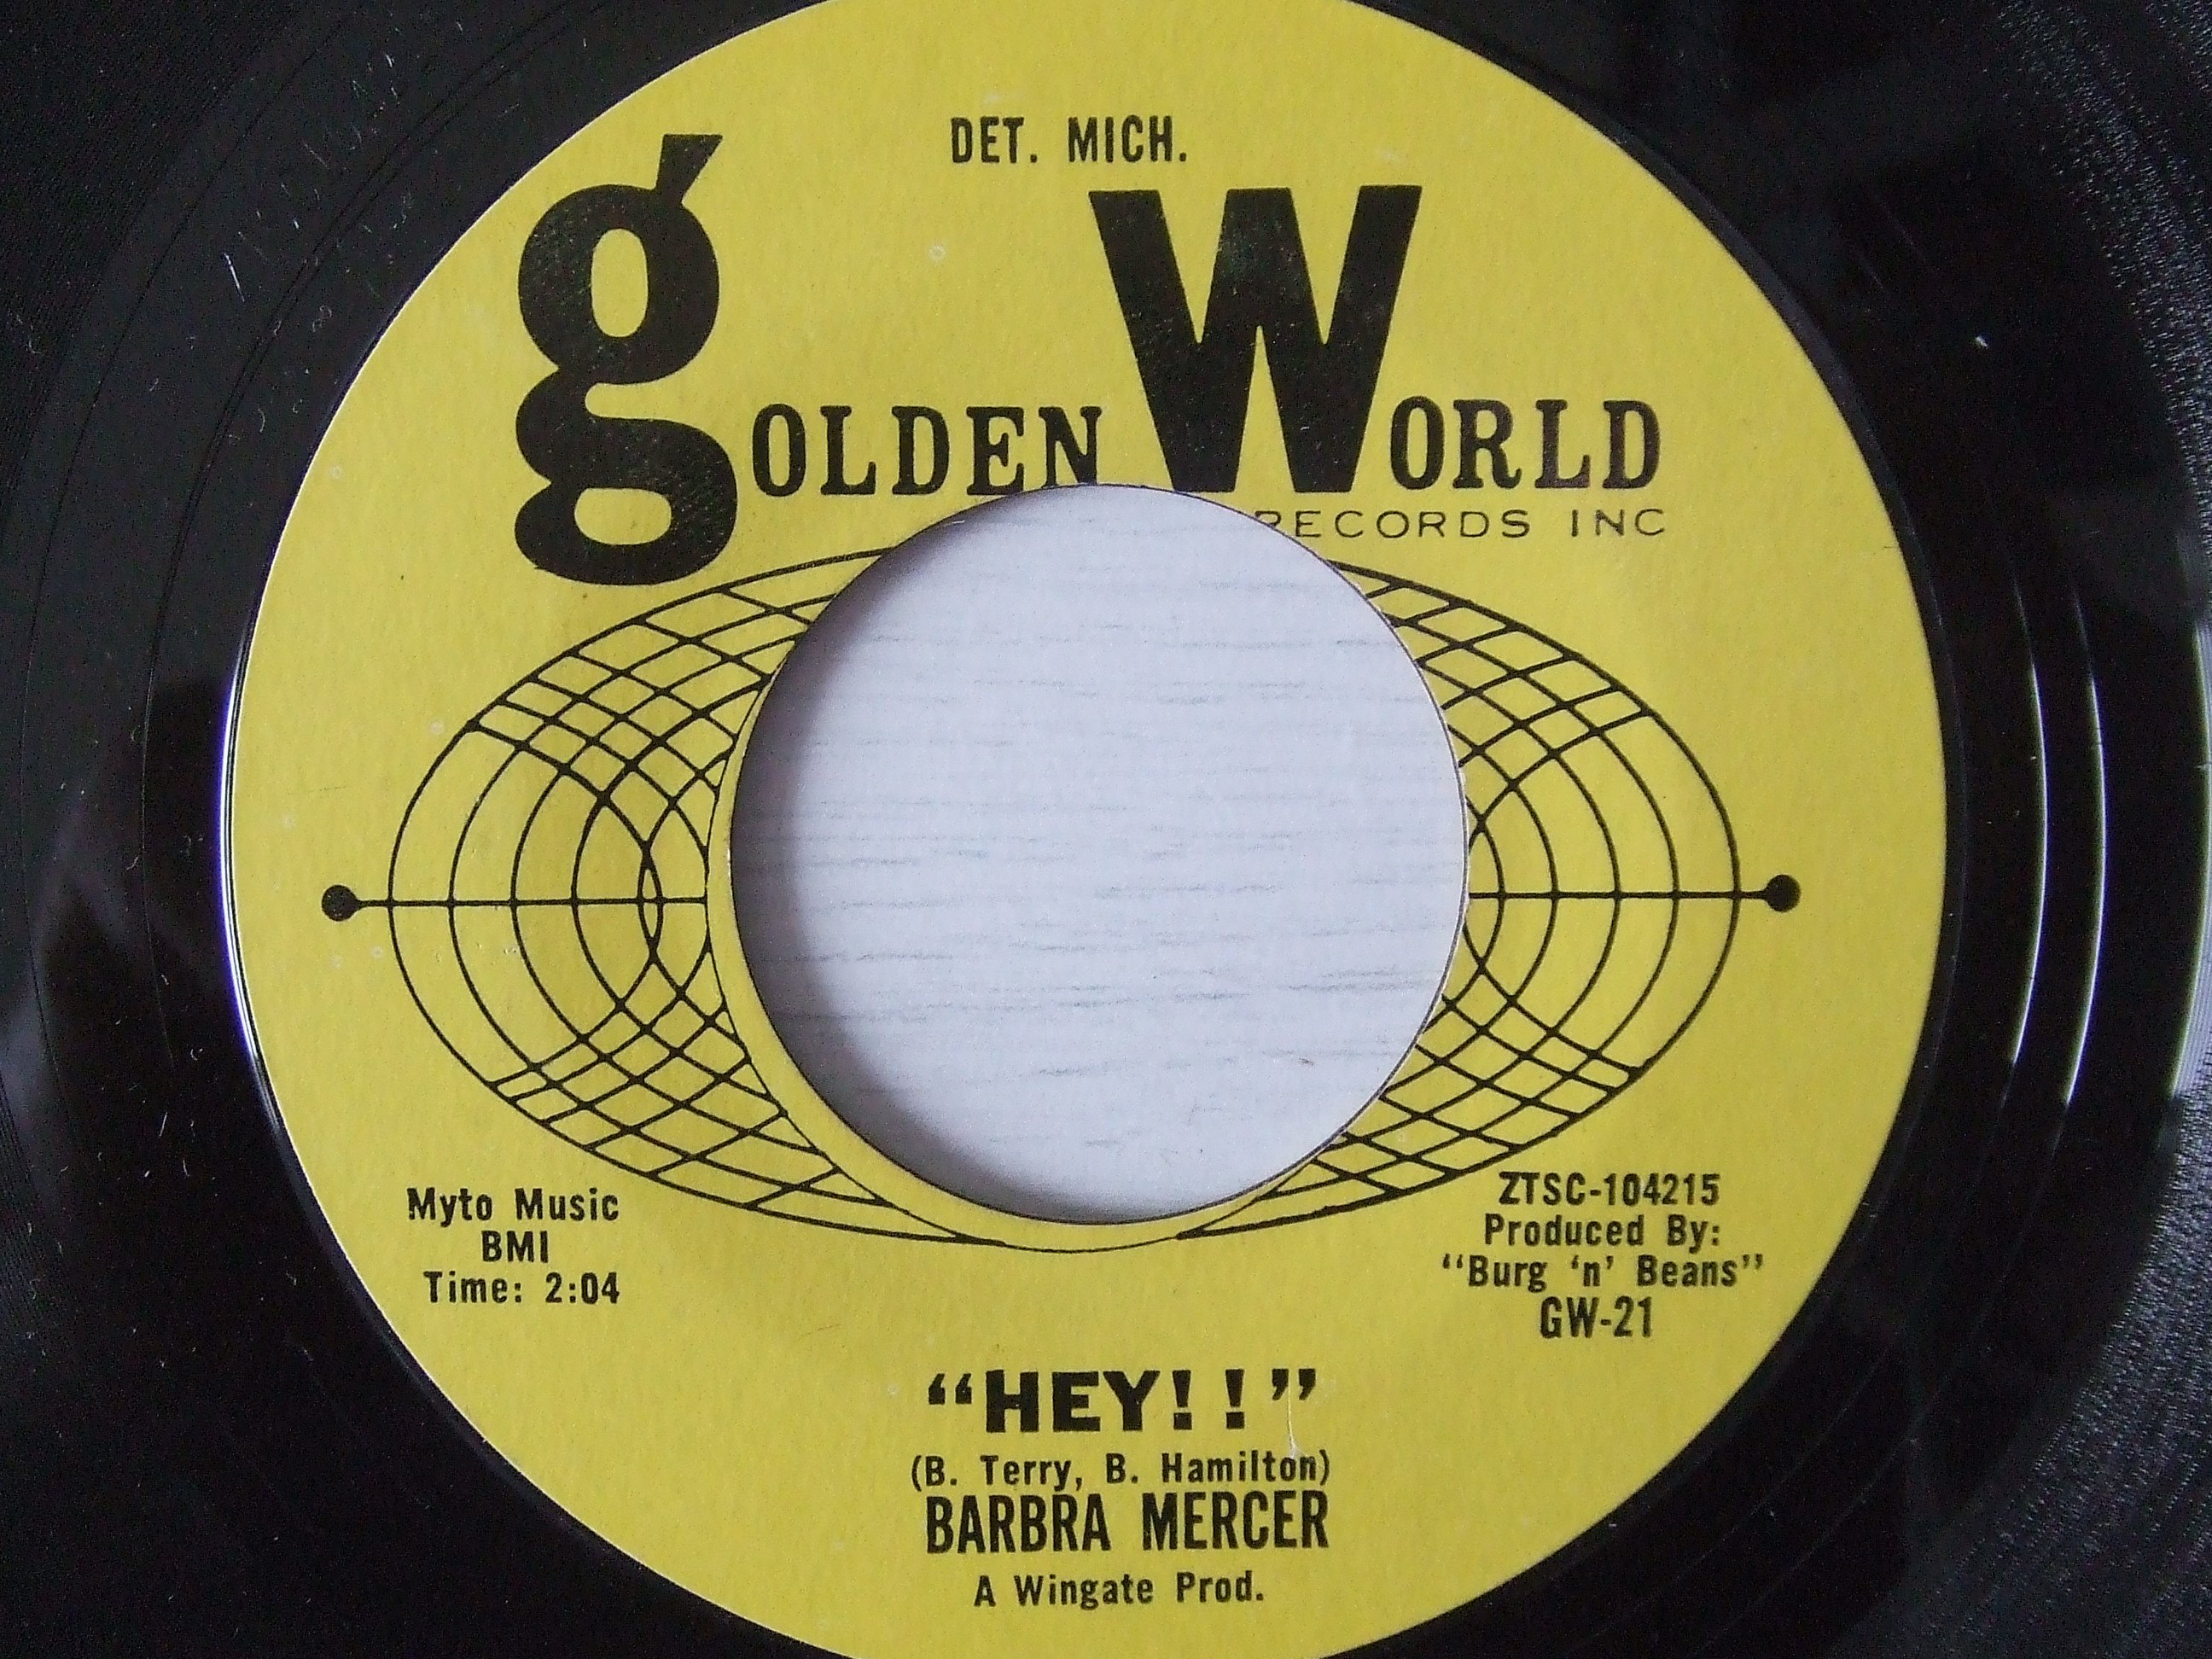 DET. MICH.
gOLDEN WORLD
RECORDS INC
Myto Music
BMI
Time: 2:04
ZTSC-104215
Produced By:
“Burg ‘n’ Beans”
GW-21
“HEY!!”
(B. Terry, B. Hamilton)
BARBRA MERCER
A Wingate Prod.